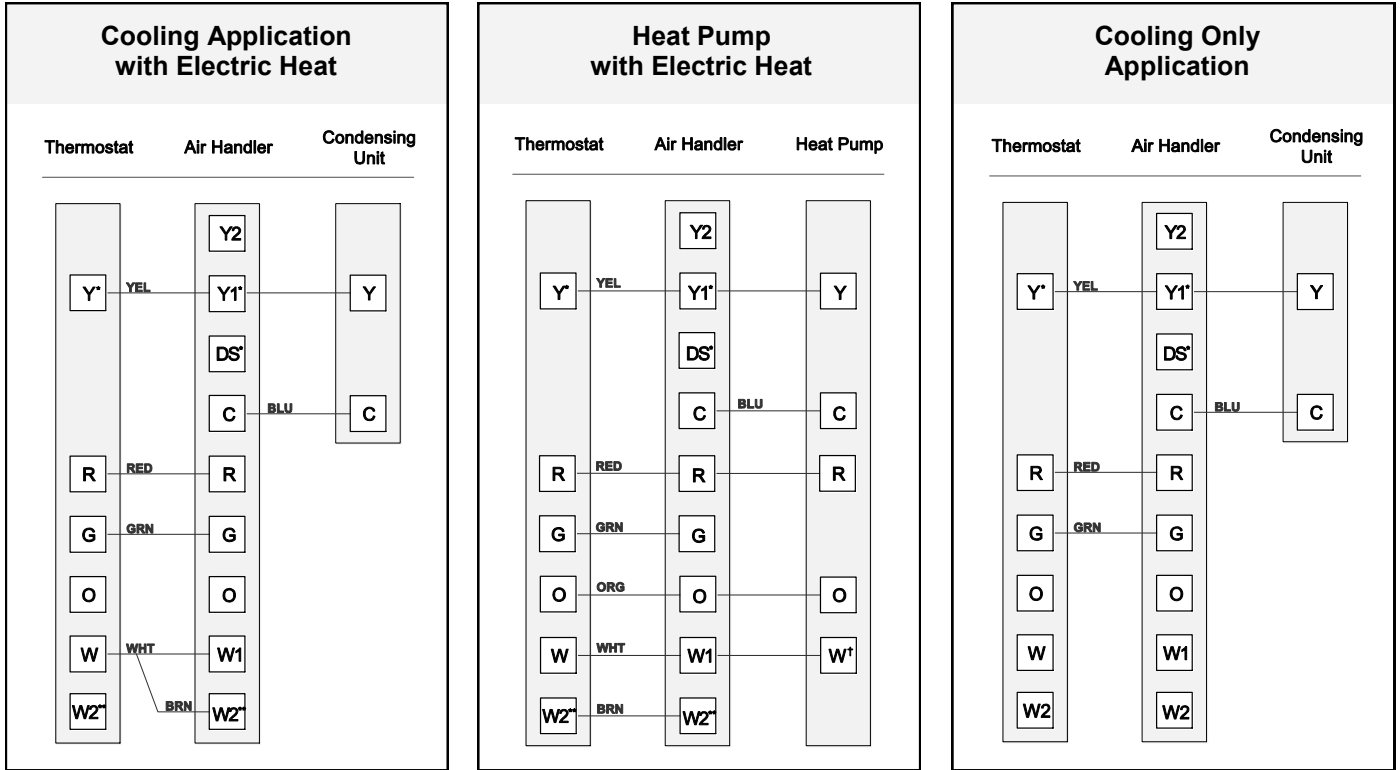 Cooling Application
with Electric Heat
Thermostat Air Handler Condensing
Unit
Y2
Y* YEL Y1* Y
DS*
C BLU C
R RED R
G GRN G
O O
W WHT W1
W2** BRN W2**
Heat Pump
with Electric Heat
Thermostat Air Handler Heat Pump
Y2
Y* YEL Y1* Y
DS*
C BLU C
R RED R R
G GRN G
O ORG O O
W WHT W1 W†
W2** BRN W2**
Cooling Only
Application
Thermostat Air Handler Condensing
Unit
Y2
Y* YEL Y1* Y
DS*
C BLU C
R RED R
G GRN G
O O
W W1
W2 W2